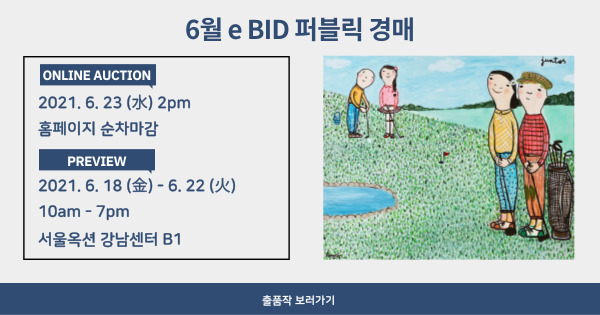 6월 e BID 퍼블릭 경매
ONLINE AUCTION
2021. 6. 23 (水) 2pm
홈페이지 순차마감
PREVIEW
2021. 6. 18 (金) - 6. 22 (火)
10am - 7pm
서울옥션 강남센터 B1
juntos
출품작 보러가기